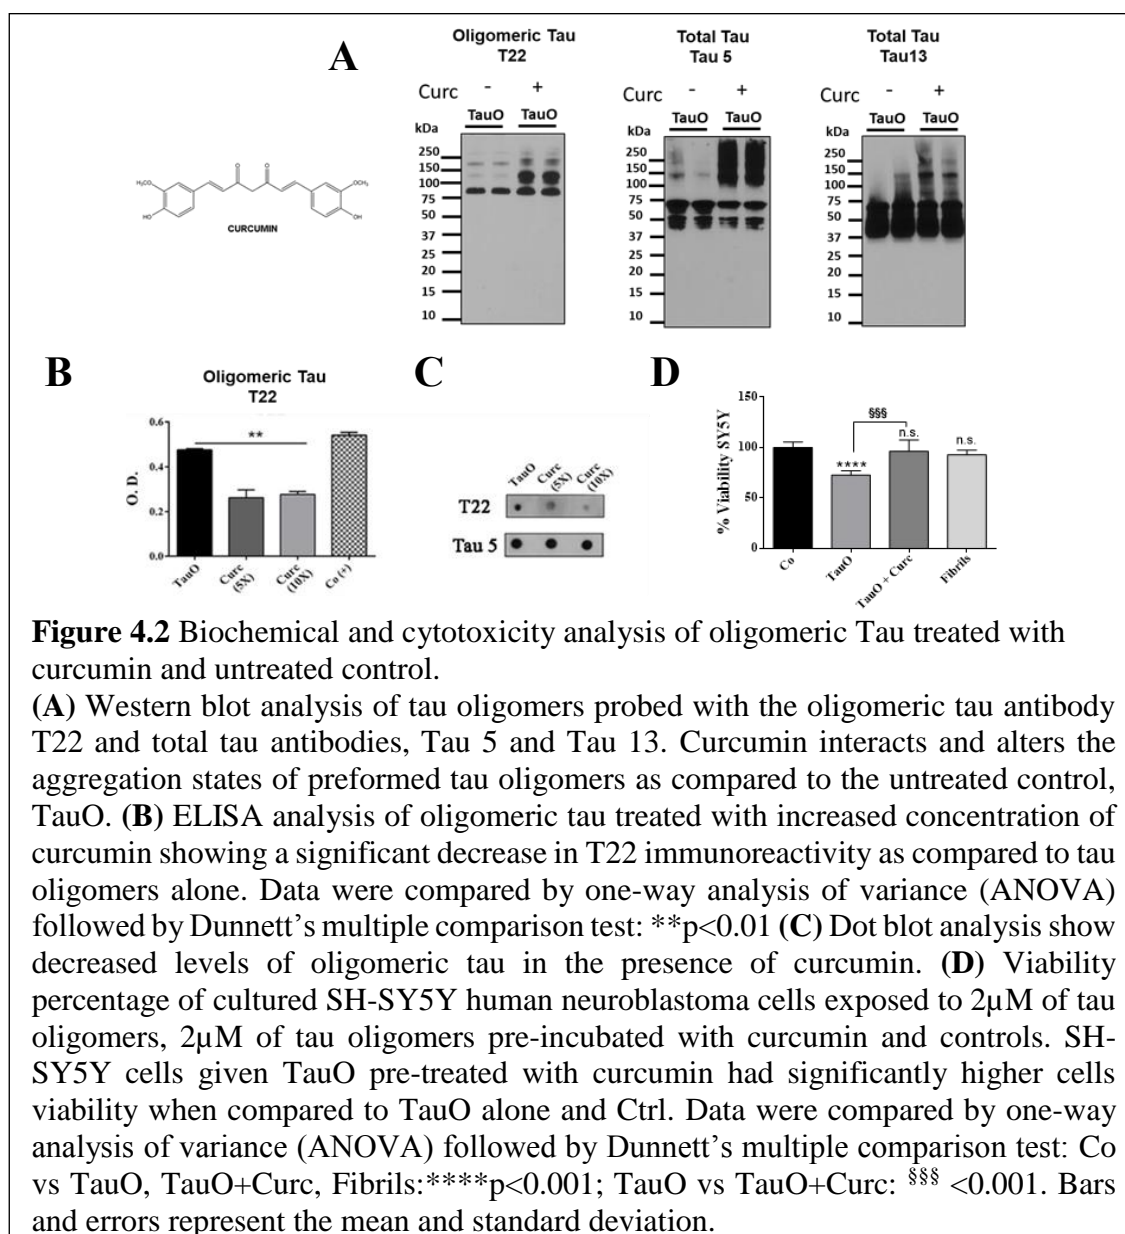 A
Oligomeric Tau
T22
Curc - +
TauO TauO
kDa
250
150
100
75
50
37
25
20
15
10
Total Tau
Tau 5
Curc - +
TauO TauO
kDa
250
150
100
75
50
37
25
20
15
10
Total Tau
Tau13
Curc - +
TauO TauO
kDa
250
150
100
75
50
37
25
20
15
10
H₃CO
O
O
OCH₃
HO
OH
CURCUMIN
B
Oligomeric Tau
T22
O. D.
0.6
0.4
0.2
0.0
**
TauO
Curc
(5X)
Curc
(10X)
Co (+)
C
TauO
Curc
(5X)
Curc
(10X)
T22
Tau 5
D
% Viability SY5Y
150
100
50
0
§§§
****
n.s.
n.s.
Co
TauO
TauO + Curc
Fibrils
Figure 4.2 Biochemical and cytotoxicity analysis of oligomeric Tau treated with
curcumin and untreated control.
(A) Western blot analysis of tau oligomers probed with the oligomeric tau antibody
T22 and total tau antibodies, Tau 5 and Tau 13. Curcumin interacts and alters the
aggregation states of preformed tau oligomers as compared to the untreated control,
TauO. (B) ELISA analysis of oligomeric tau treated with increased concentration of
curcumin showing a significant decrease in T22 immunoreactivity as compared to tau
oligomers alone. Data were compared by one-way analysis of variance (ANOVA)
followed by Dunnett’s multiple comparison test: **p<0.01 (C) Dot blot analysis show
decreased levels of oligomeric tau in the presence of curcumin. (D) Viability
percentage of cultured SH-SY5Y human neuroblastoma cells exposed to 2µM of tau
oligomers, 2µM of tau oligomers pre-incubated with curcumin and controls. SH-
SY5Y cells given TauO pre-treated with curcumin had significantly higher cells
viability when compared to TauO alone and Ctrl. Data were compared by one-way
analysis of variance (ANOVA) followed by Dunnett’s multiple comparison test: Co
vs TauO, TauO+Curc, Fibrils:****p<0.001; TauO vs TauO+Curc: §§§ <0.001. Bars
and errors represent the mean and standard deviation.